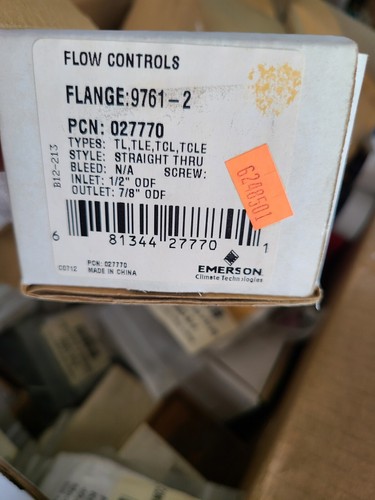 FLOW CONTROLS
FLANGE:9761-2
PCN: 027770
TYPES: TL,TLE,TCL,TCLE
STYLE: STRAIGHT THRU
BLEED: N/A SCREW:
INLET: 1/2" ODF
OUTLET: 7/8" ODF
B12-213
6240501
6 81344 27770 1
PCN: 027770
C0712 MADE IN CHINA
EMERSON
Climate Technologies